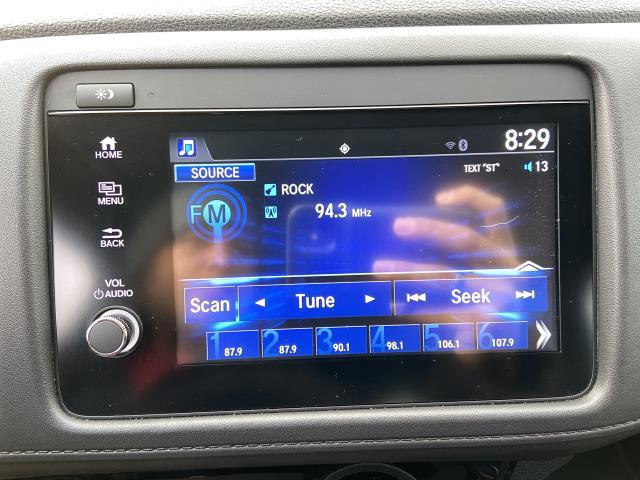 HOME
MENU
BACK
VOL
AUDIO
8:29
SOURCE
TEXT "ST" 13
ROCK
FM
94.3 MHz
Scan Tune Seek
1 2 3 4 5 6
87.9 87.9 90.1 98.1 106.1 107.9